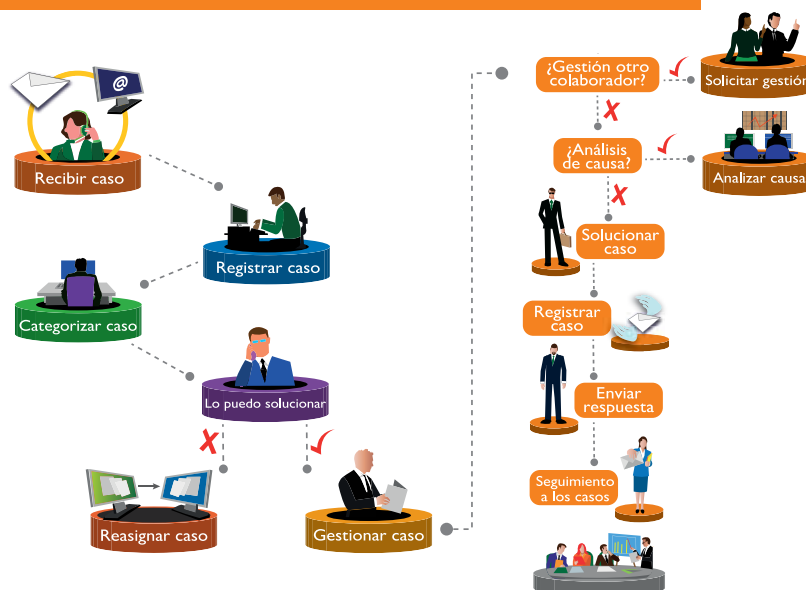 @
Recibir caso
Registrar caso
Categorizar caso
Lo puedo solucionar
Reasignar caso
Gestionar caso
¿Gestión otro
colaborador?
Solicitar gestión
¿Análisis
de causa?
Analizar causa
Solucionar
caso
Registrar
caso
Enviar
respuesta
Seguimiento
a los casos